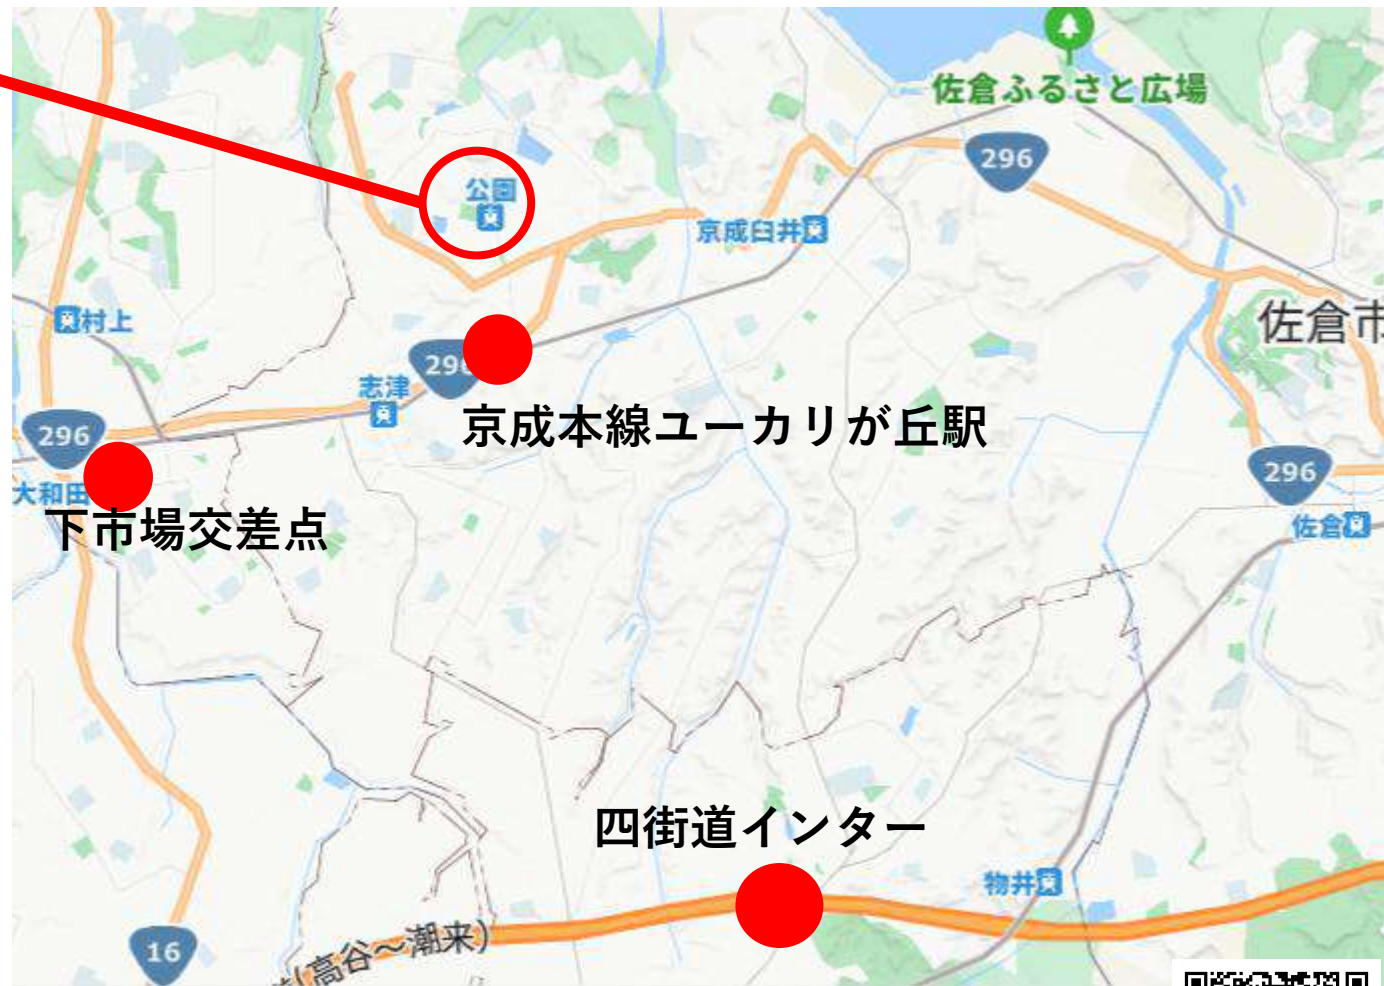 佐倉ふるさと広場
296
公園
京成臼井
佐倉市
村上
296
志津
京成本線ユーカリが丘駅
296
296
大和田
下市場交差点
佐倉
四街道インター
物井
(高谷～潮来)
16